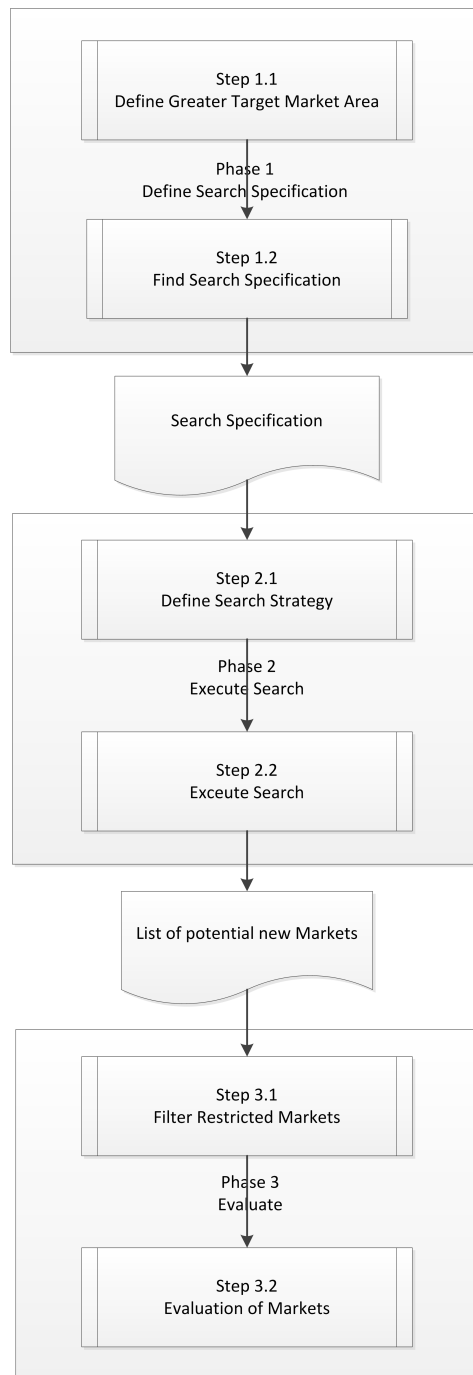 Step 1.1
Define Greater Target Market Area
Phase 1
Define Search Specification
Step 1.2
Find Search Specification
Search Specification
Step 2.1
Define Search Strategy
Phase 2
Execute Search
Step 2.2
Exceute Search
List of potential new Markets
Step 3.1
Filter Restricted Markets
Phase 3
Evaluate
Step 3.2
Evaluation of Markets